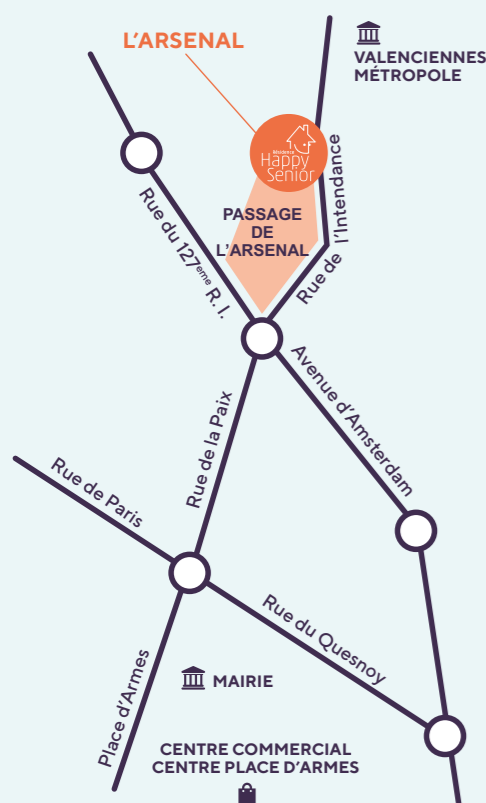 L'ARSENAL
VALENCIENNES
MÉTROPOLE
Résidence
Happy
Senior
PASSAGE
DE
L'ARSENAL
Rue de l'Intendance
Rue du 127eme R. I.
Avenue d'Amsterdam
Rue de la Paix
Rue de Paris
Rue du Quesnoy
Place d'Armes
MAIRIE
CENTRE COMMERCIAL
CENTRE PLACE D'ARMES